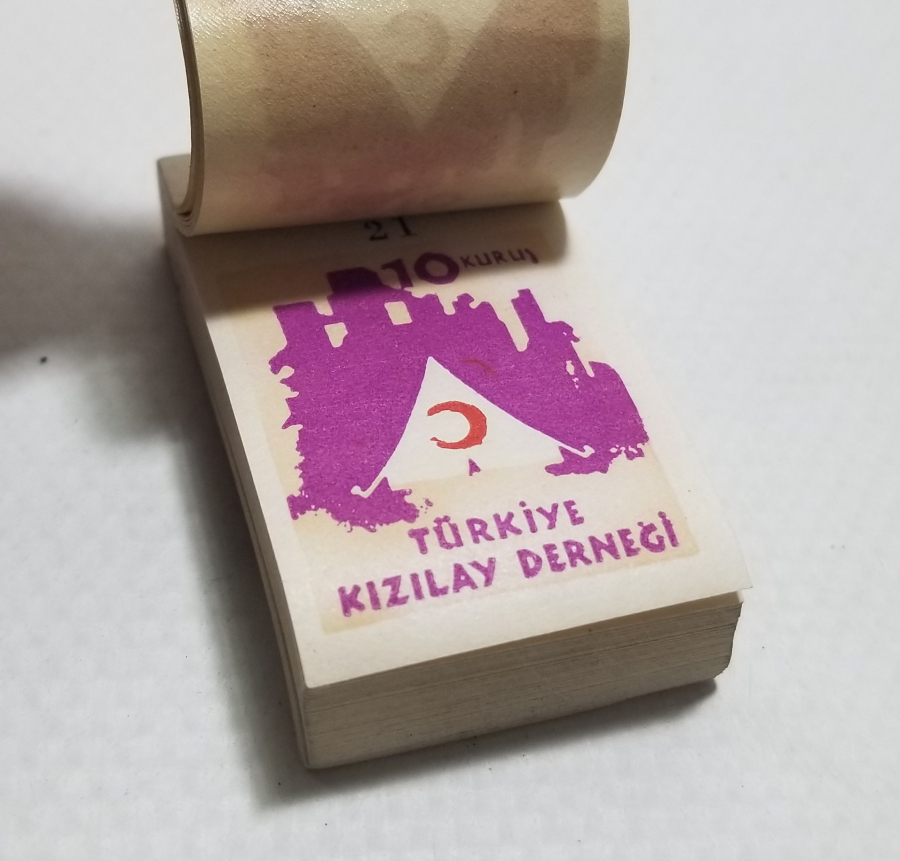 21
10 KURUŞ
A
TÜRKİYE
KIZILAY DERNEĞİ